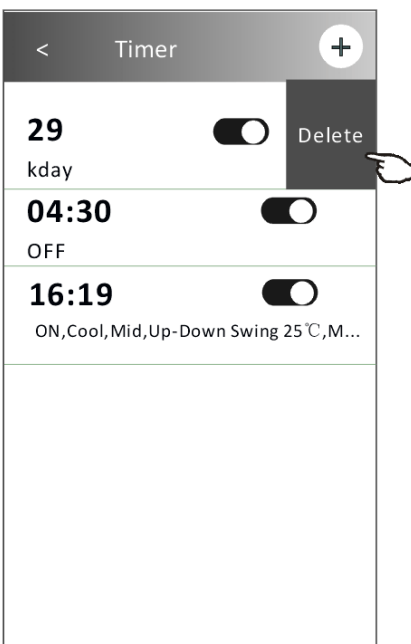 < Timer +
29
Delete
kday
04:30
OFF
16:19
ON,Cool,Mid,Up-Down Swing 25℃,M...